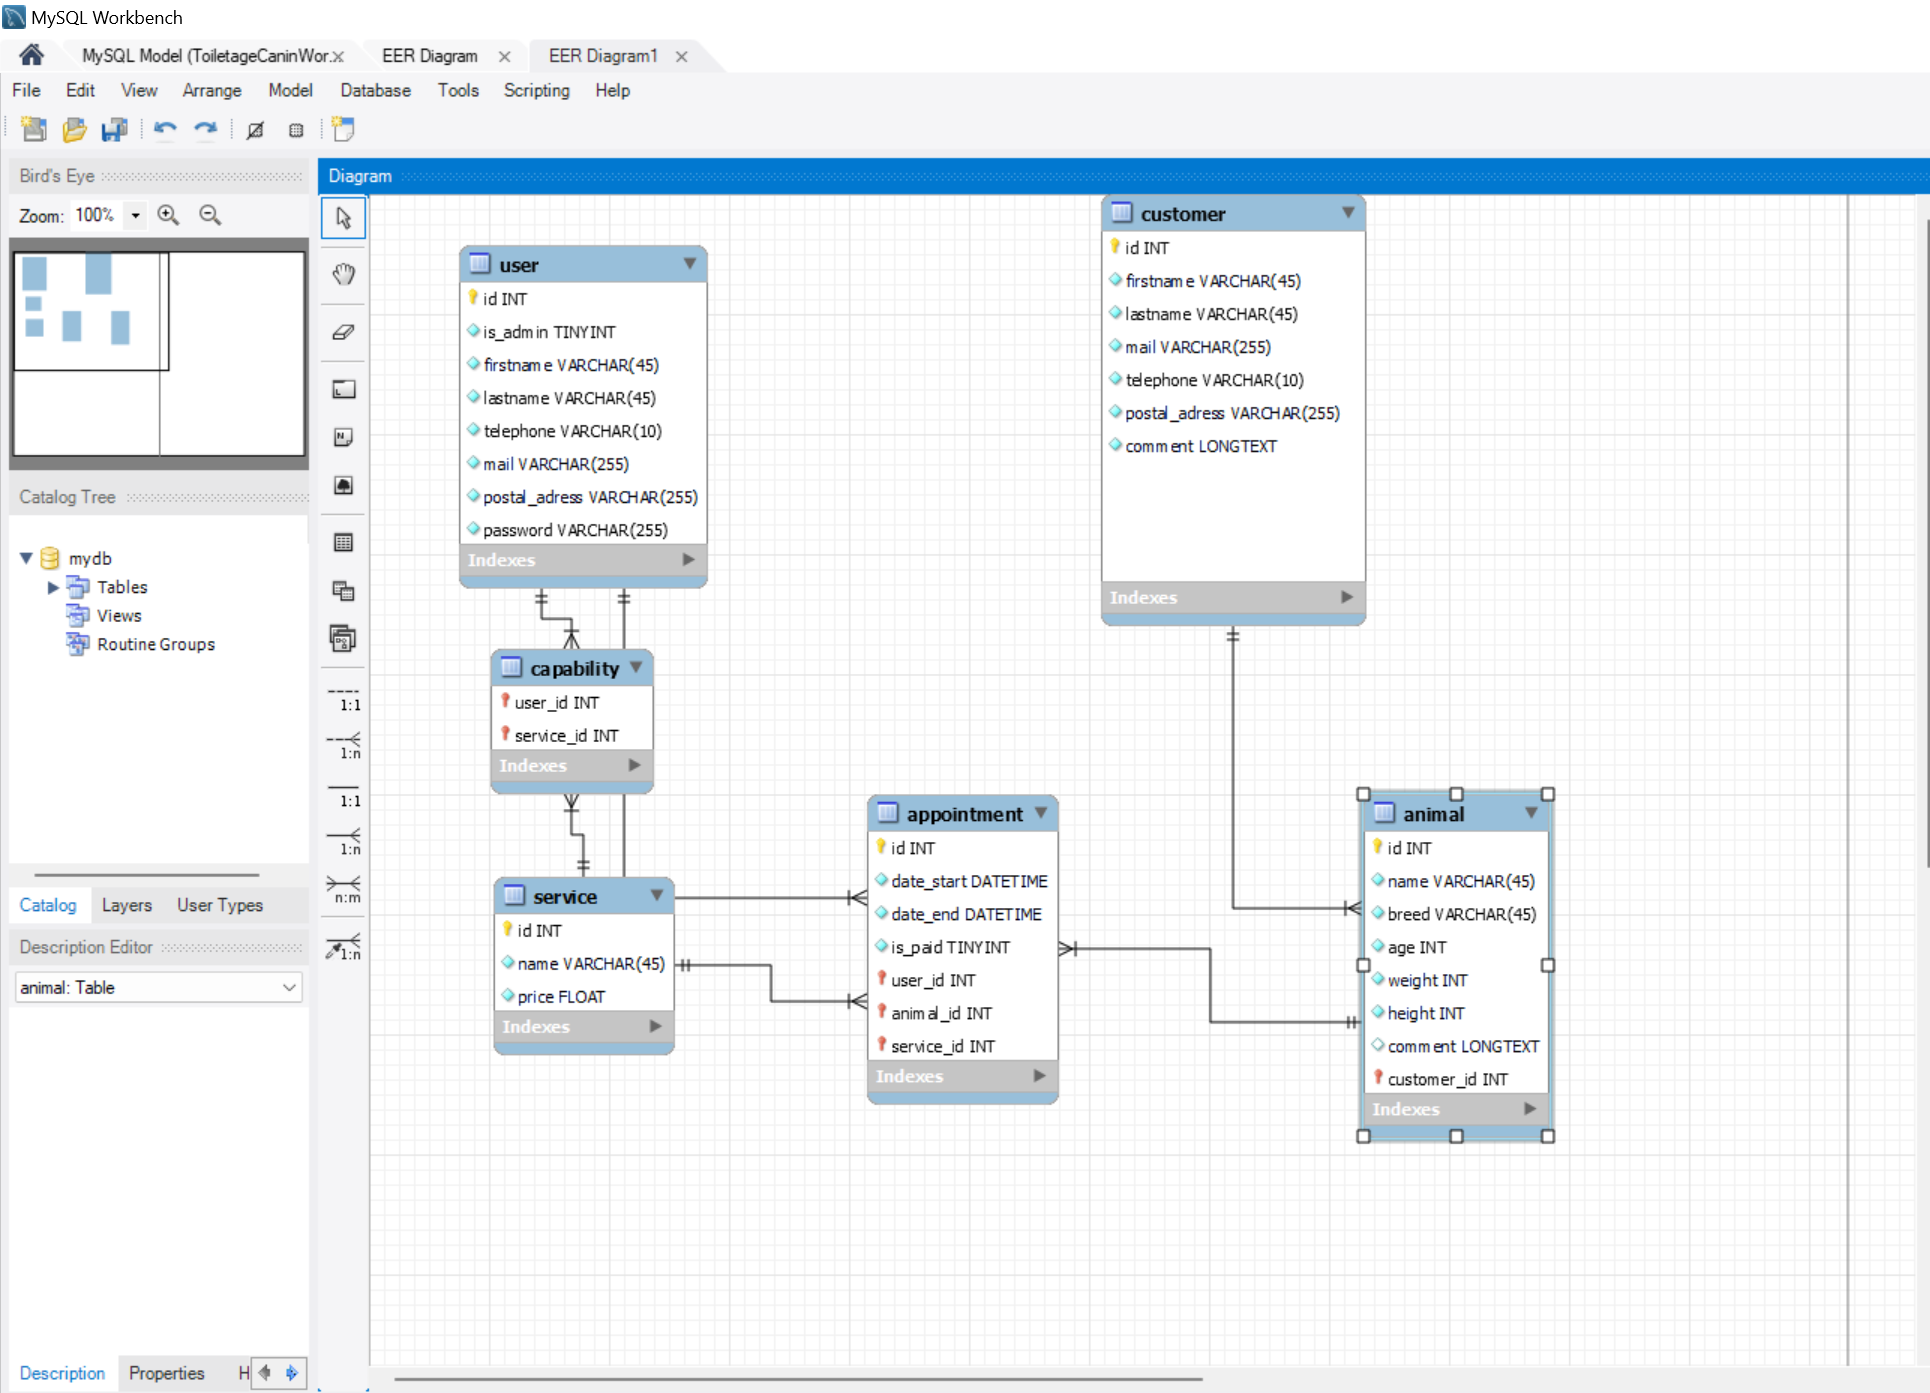 MySQL Workbench
MySQL Model (ToiletageCaninWor.x
EER Diagram
EER Diagram1
File Edit View Arrange Model Database Tools Scripting Help
Bird's Eye
Zoom: 100%
Catalog Tree
mydb
Tables
Views
Routine Groups
Catalog Layers User Types
Description Editor
animal: Table
Description Properties H
1:1
1:n
1:1
1:n
n:m
1:n
Diagram
user
id INT
is_admin TINYINT
firstname VARCHAR(45)
lastname VARCHAR(45)
telephone VARCHAR(10)
mail VARCHAR(255)
postal_adress VARCHAR(255)
password VARCHAR(255)
Indexes
customer
id INT
firstname VARCHAR(45)
lastname VARCHAR(45)
mail VARCHAR(255)
telephone VARCHAR(10)
postal_adress VARCHAR(255)
comment LONGTEXT
Indexes
capability
user_id INT
service_id INT
Indexes
service
id INT
name VARCHAR(45)
price FLOAT
Indexes
appointment
id INT
date_start DATETIME
date_end DATETIME
is_paid TINYINT
user_id INT
animal_id INT
service_id INT
Indexes
animal
id INT
name VARCHAR(45)
breed VARCHAR(45)
age INT
weight INT
height INT
comment LONGTEXT
customer_id INT
Indexes